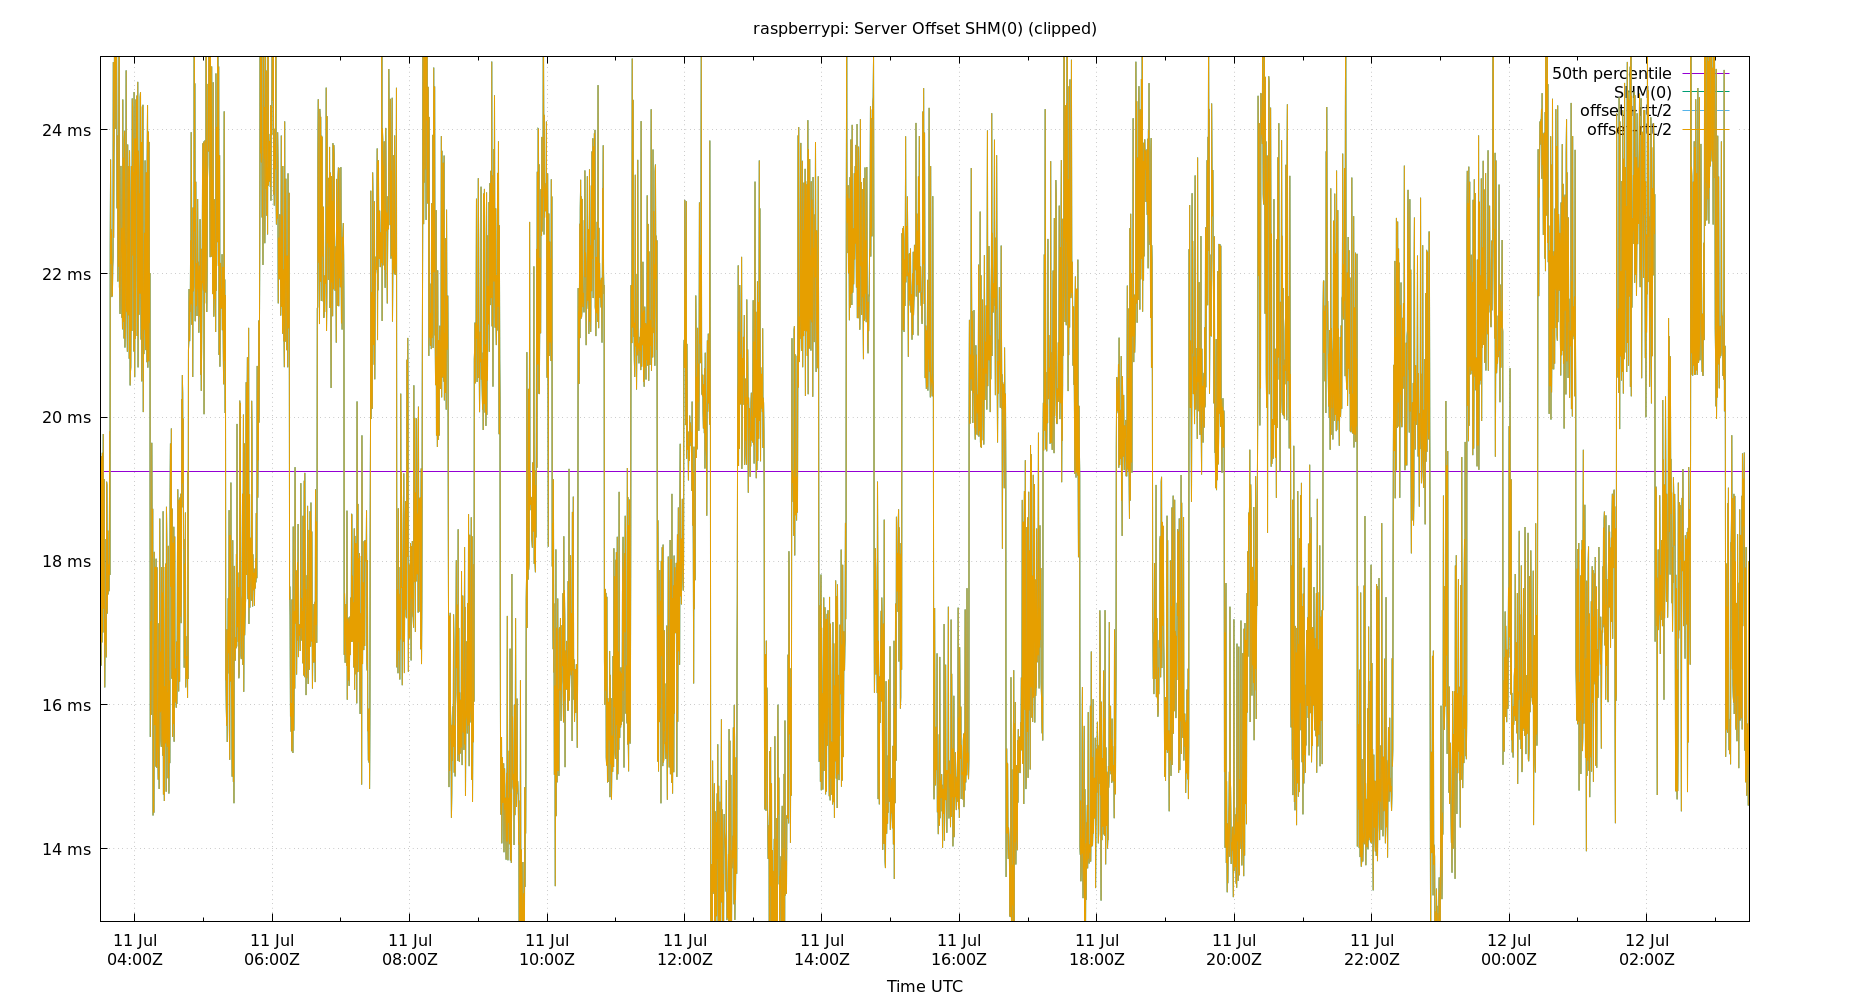 raspberrypi: Server Offset SHM(0) (clipped)
50th percentile
SHM(0)
offset+rtt/2
offset-rtt/2
24 ms
22 ms
20 ms
18 ms
16 ms
14 ms
11 Jul 11 Jul 11 Jul 11 Jul 11 Jul 11 Jul 11 Jul 11 Jul 11 Jul 11 Jul 12 Jul 12 Jul
04:00Z 06:00Z 08:00Z 10:00Z 12:00Z 14:00Z 16:00Z 18:00Z 20:00Z 22:00Z 00:00Z 02:00Z
Time UTC